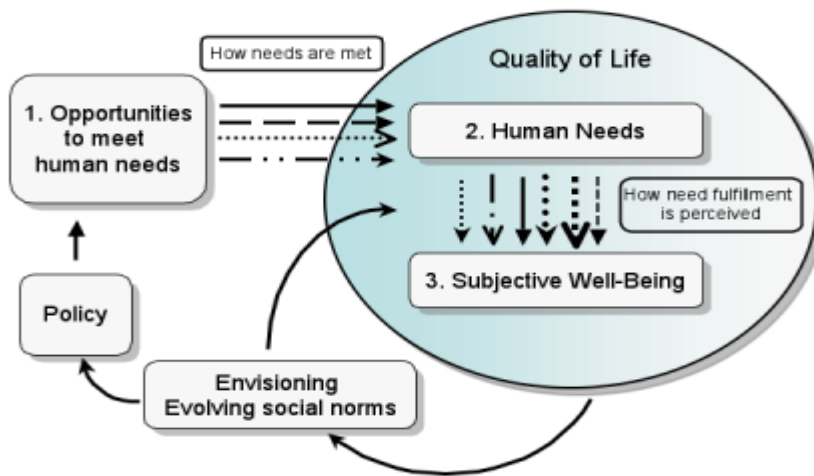 How needs are met
Quality of Life
1. Opportunities
to meet
human needs
2. Human Needs
How need fulfillment
is perceived
3. Subjective Well-Being
Policy
Envisioning
Evolving social norms